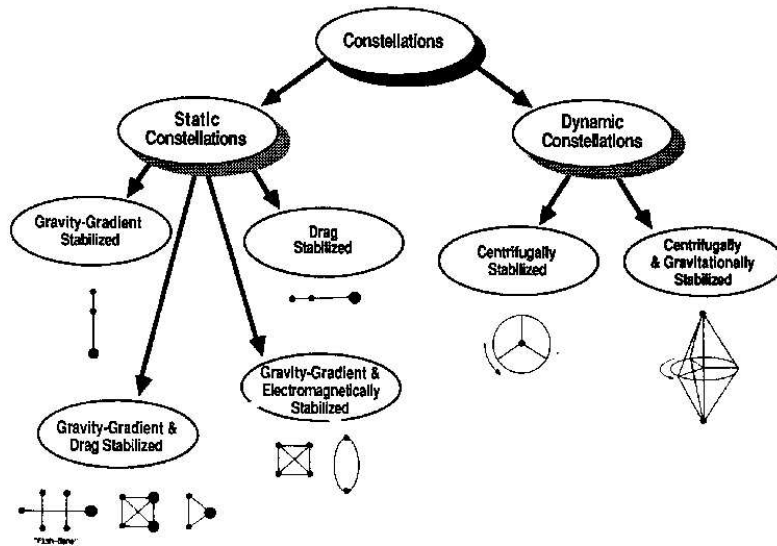 Constellations
Static
Constellations
Dynamic
Constellations
Gravity-Gradient
Stabilized
Drag
Stabilized
Centrifugally
Stabilized
Centrifugally
& Gravitationally
Stabilized
Gravity-Gradient &
Electromagnetically
Stabilized
Gravity-Gradient &
Drag Stabilized
"Fish-Bone"